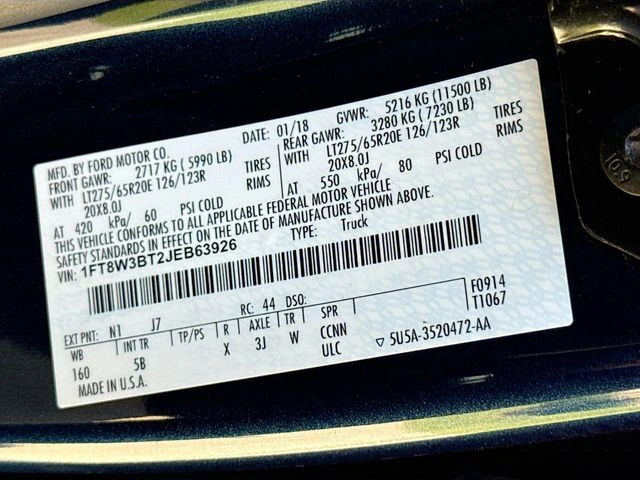 MFD. BY FORD MOTOR CO.
DATE: 01/18
GVWR: 5216 KG (11500 LB)
FRONT GAWR: 2717 KG ( 5990 LB)
REAR GAWR: 3280 KG ( 7230 LB)
WITH LT275/65R20E 126/123R TIRES
WITH LT275/65R20E 126/123R TIRES
20X8.0J RIMS
20X8.0J RIMS
AT 420 kPa/ 60 PSI COLD
AT 550 kPa/ 80 PSI COLD
THIS VEHICLE CONFORMS TO ALL APPLICABLE FEDERAL MOTOR VEHICLE
SAFETY STANDARDS IN EFFECT ON THE DATE OF MANUFACTURE SHOWN ABOVE.
VIN: 1FT8W3BT2JEB63926
TYPE: Truck
F0914
T1067
EXT PNT: N1 J7 RC: 44 DSO:
WB INT TR TP/PS R AXLE TR SPR
160 5B X 3J W CCNN
ULC
▽ 5U5A-3520472-AA
MADE IN U.S.A.
10.9